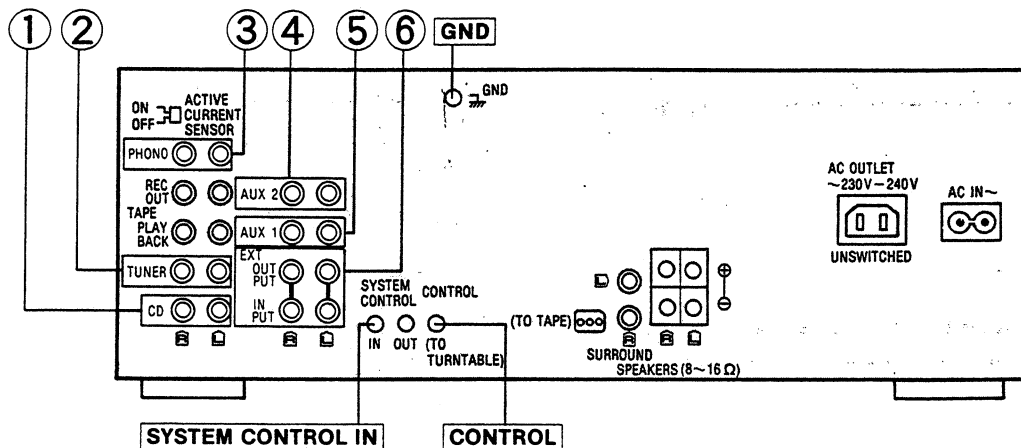 ① ② ③ ④ ⑤ ⑥ GND
GND
ON
OFF
ACTIVE
CURRENT
SENSOR
PHONO
REC
OUT
AUX 2
TAPE
PLAY
BACK
AUX 1
TUNER
EXT
OUT
PUT
CD
IN
PUT
R L R L
SYSTEM
CONTROL
CONTROL
IN OUT (TO
TURNTABLE)
(TO TAPE)
L
R
R L
⊕
⊖
SURROUND
SPEAKERS (8~16 Ω)
AC OUTLET
~230V-240V
UNSWITCHED
AC IN~
SYSTEM CONTROL IN
CONTROL